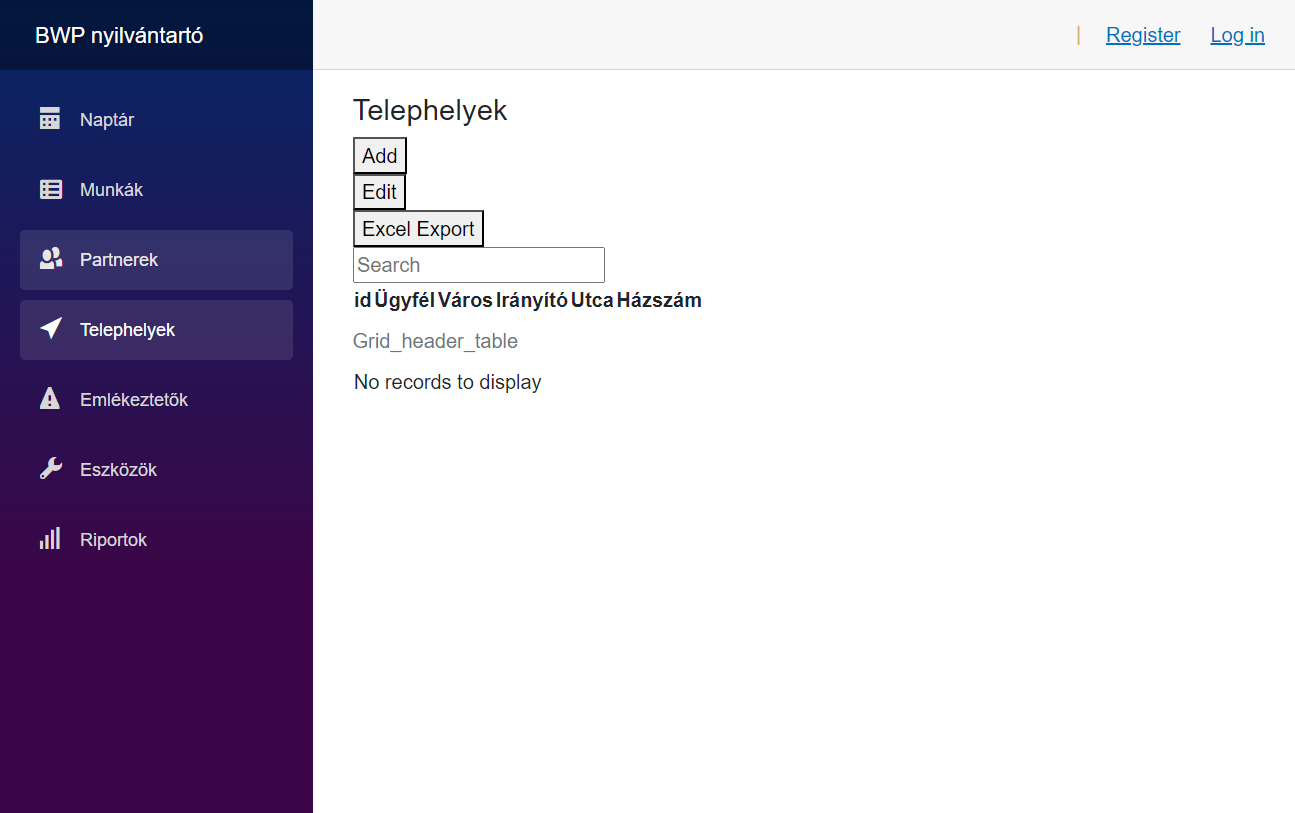 BWP nyilvántartó
| Register Log in
Naptár
Munkák
Partnerek
Telephelyek
Emlékeztetők
Eszközök
Riportok
Telephelyek
Add
Edit
Excel Export
Search
id Ügyfél Város Irányító Utca Házszám
Grid_header_table
No records to display